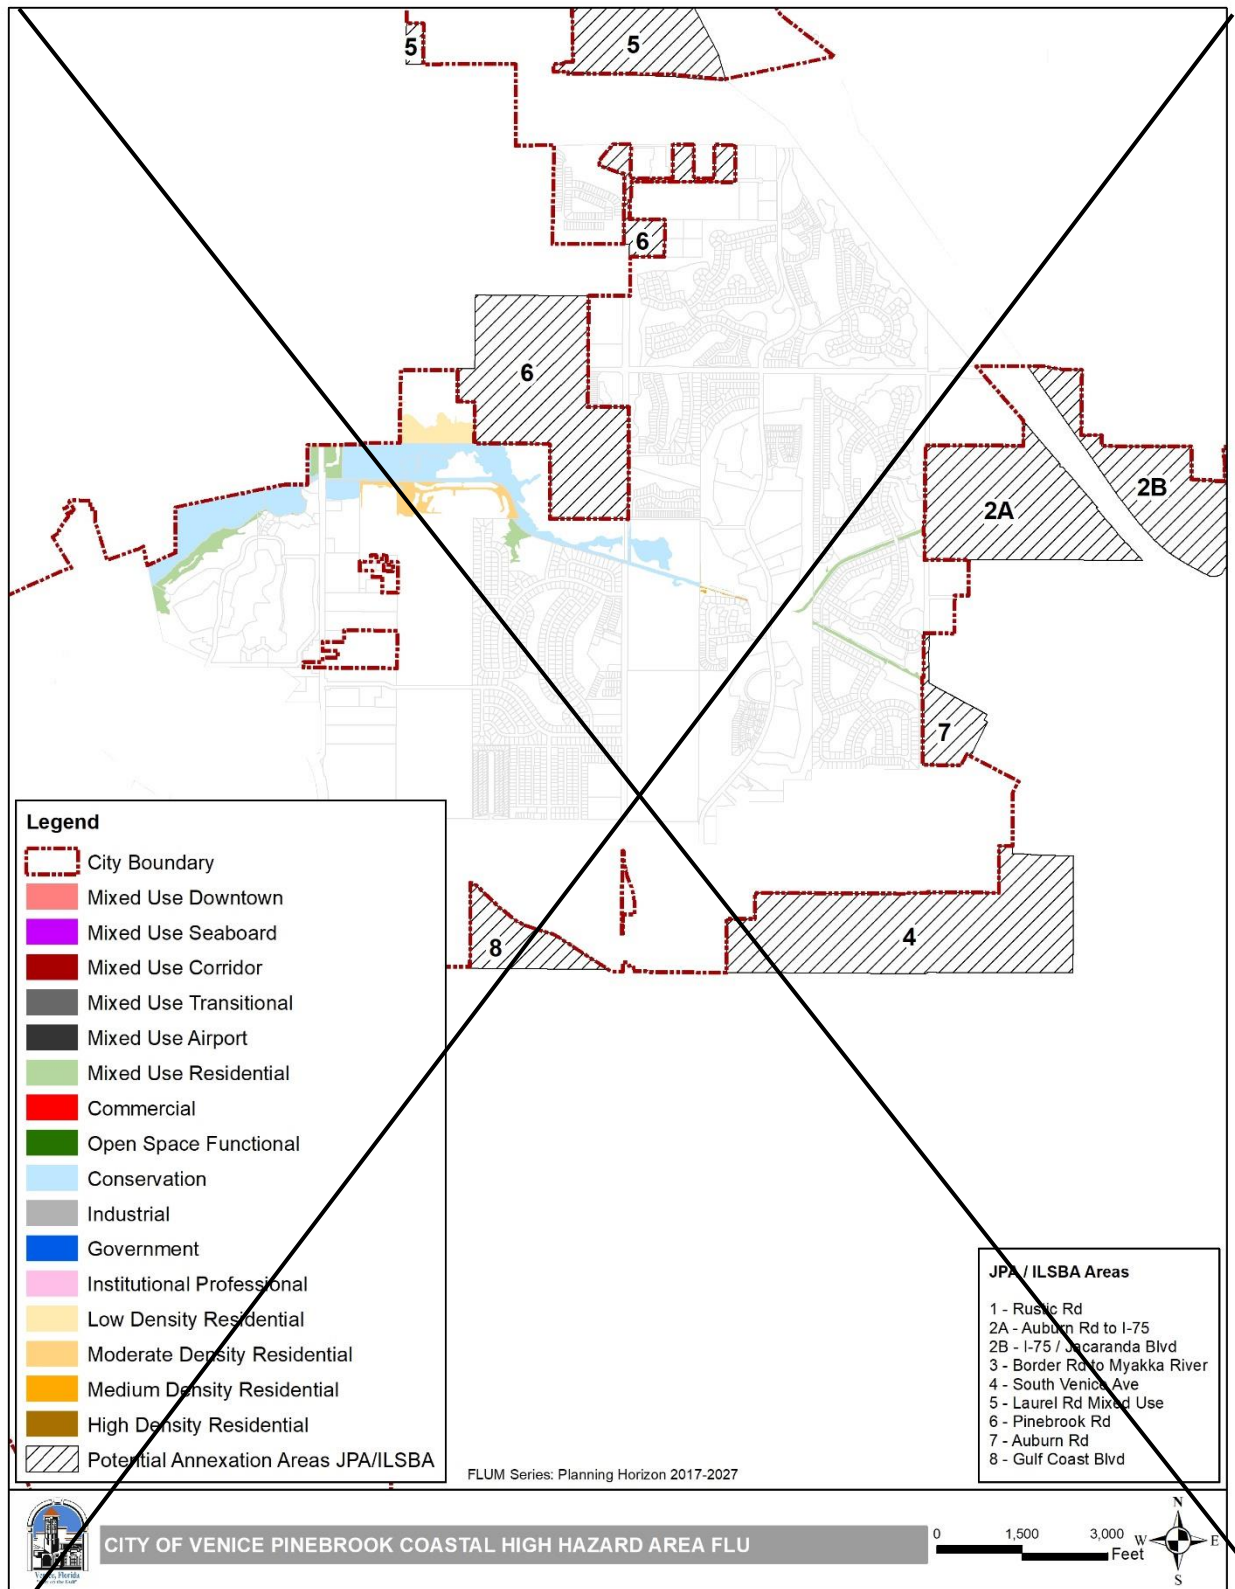 5
5
6
6
2A
2B
7
8
4
Legend
City Boundary
Mixed Use Downtown
Mixed Use Seaboard
Mixed Use Corridor
Mixed Use Transitional
Mixed Use Airport
Mixed Use Residential
Commercial
Open Space Functional
Conservation
Industrial
Government
Institutional Professional
Low Density Residential
Moderate Density Residential
Medium Density Residential
High Density Residential
Potential Annexation Areas JPA/ILSBA
JPA / ILSBA Areas
1 - Rustic Rd
2A - Auburn Rd to I-75
2B - I-75 / Jacaranda Blvd
3 - Border Rd to Myakka River
4 - South Venice Ave
5 - Laurel Rd Mixed Use
6 - Pinebrook Rd
7 - Auburn Rd
8 - Gulf Coast Blvd
FLUM Series: Planning Horizon 2017-2027
Venice, Florida
CITY OF VENICE PINEBROOK COASTAL HIGH HAZARD AREA FLU
0 1,500 3,000
Feet
N
W E
S